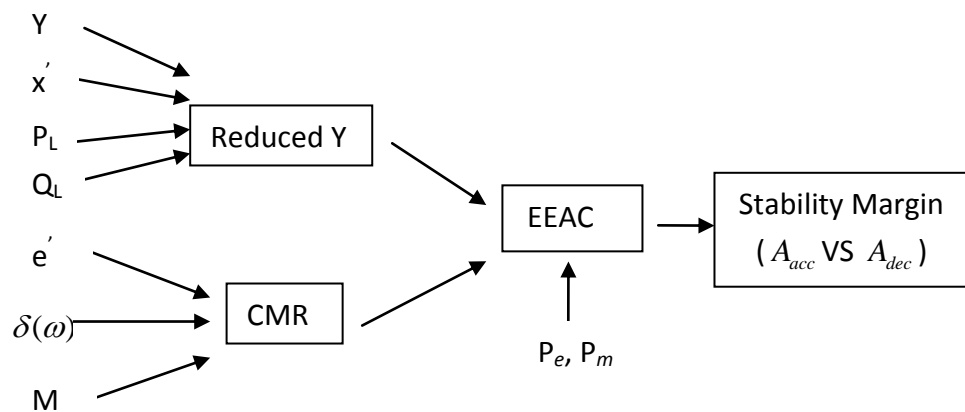 Y
x'
P_L
Q_L
Reduced Y
e'
δ(ω)
M
CMR
EEAC
P_e, P_m
Stability Margin
( A_acc VS A_dec )